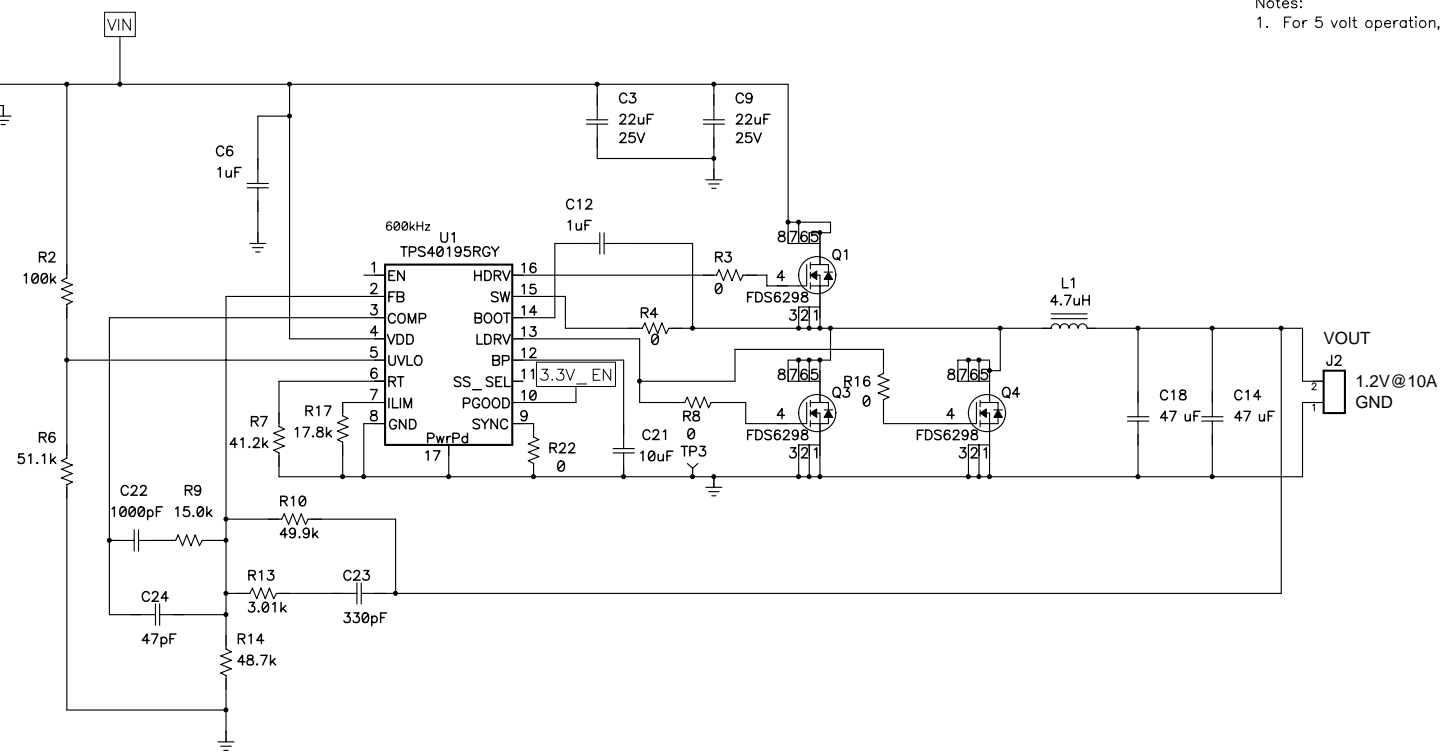 VIN
Notes:
1. For 5 volt operation,
C3
22uF
25V
C9
22uF
25V
C6
1uF
C12
1uF
600kHz
U1
TPS40195RGY
1 EN
2 FB
3 COMP
4 VDD
5 UVLO
6 RT
7 ILIM
8 GND
HDRV 16
SW 15
BOOT 14
LDRV 13
BP 12
SS_SEL 11
PGOOD 10
SYNC 9
PwrPd
17
3.3V_EN
R2
100k
R6
51.1k
R7
41.2k
R17
17.8k
R22
0
C21
10uF
TP3
R3
0
R4
0
R8
0
R16
0
8765
Q1
4
FDS6298
321
8765
Q3
4
FDS6298
321
8765
Q4
4
FDS6298
321
L1
4.7uH
C18
47 uF
C14
47 uF
VOUT
J2
2
1
1.2V@10A
GND
C22
1000pF
R9
15.0k
R10
49.9k
R13
3.01k
C23
330pF
C24
47pF
R14
48.7k